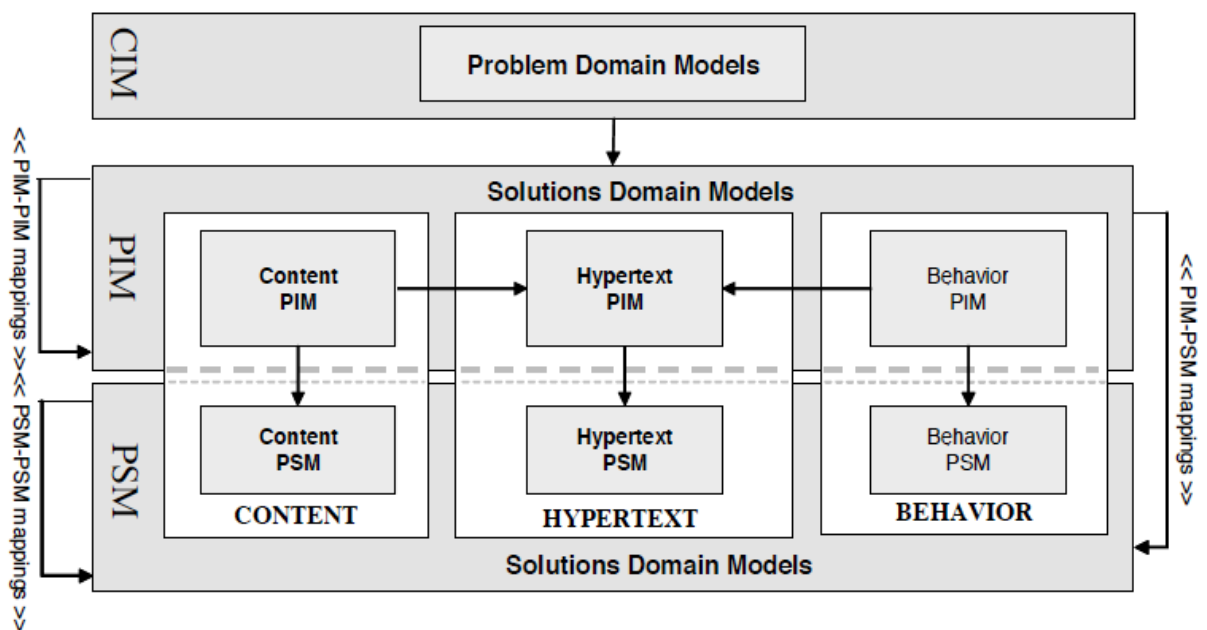 CIM
Problem Domain Models
<< PIM-PIM mappings >>
PIM
Solutions Domain Models
Content
PIM
Hypertext
PIM
Behavior
PIM
<< PIM-PSM mappings >>
<< PSM-PSM mappings >>
PSM
Content
PSM
Hypertext
PSM
Behavior
PSM
CONTENT
HYPERTEXT
BEHAVIOR
Solutions Domain Models